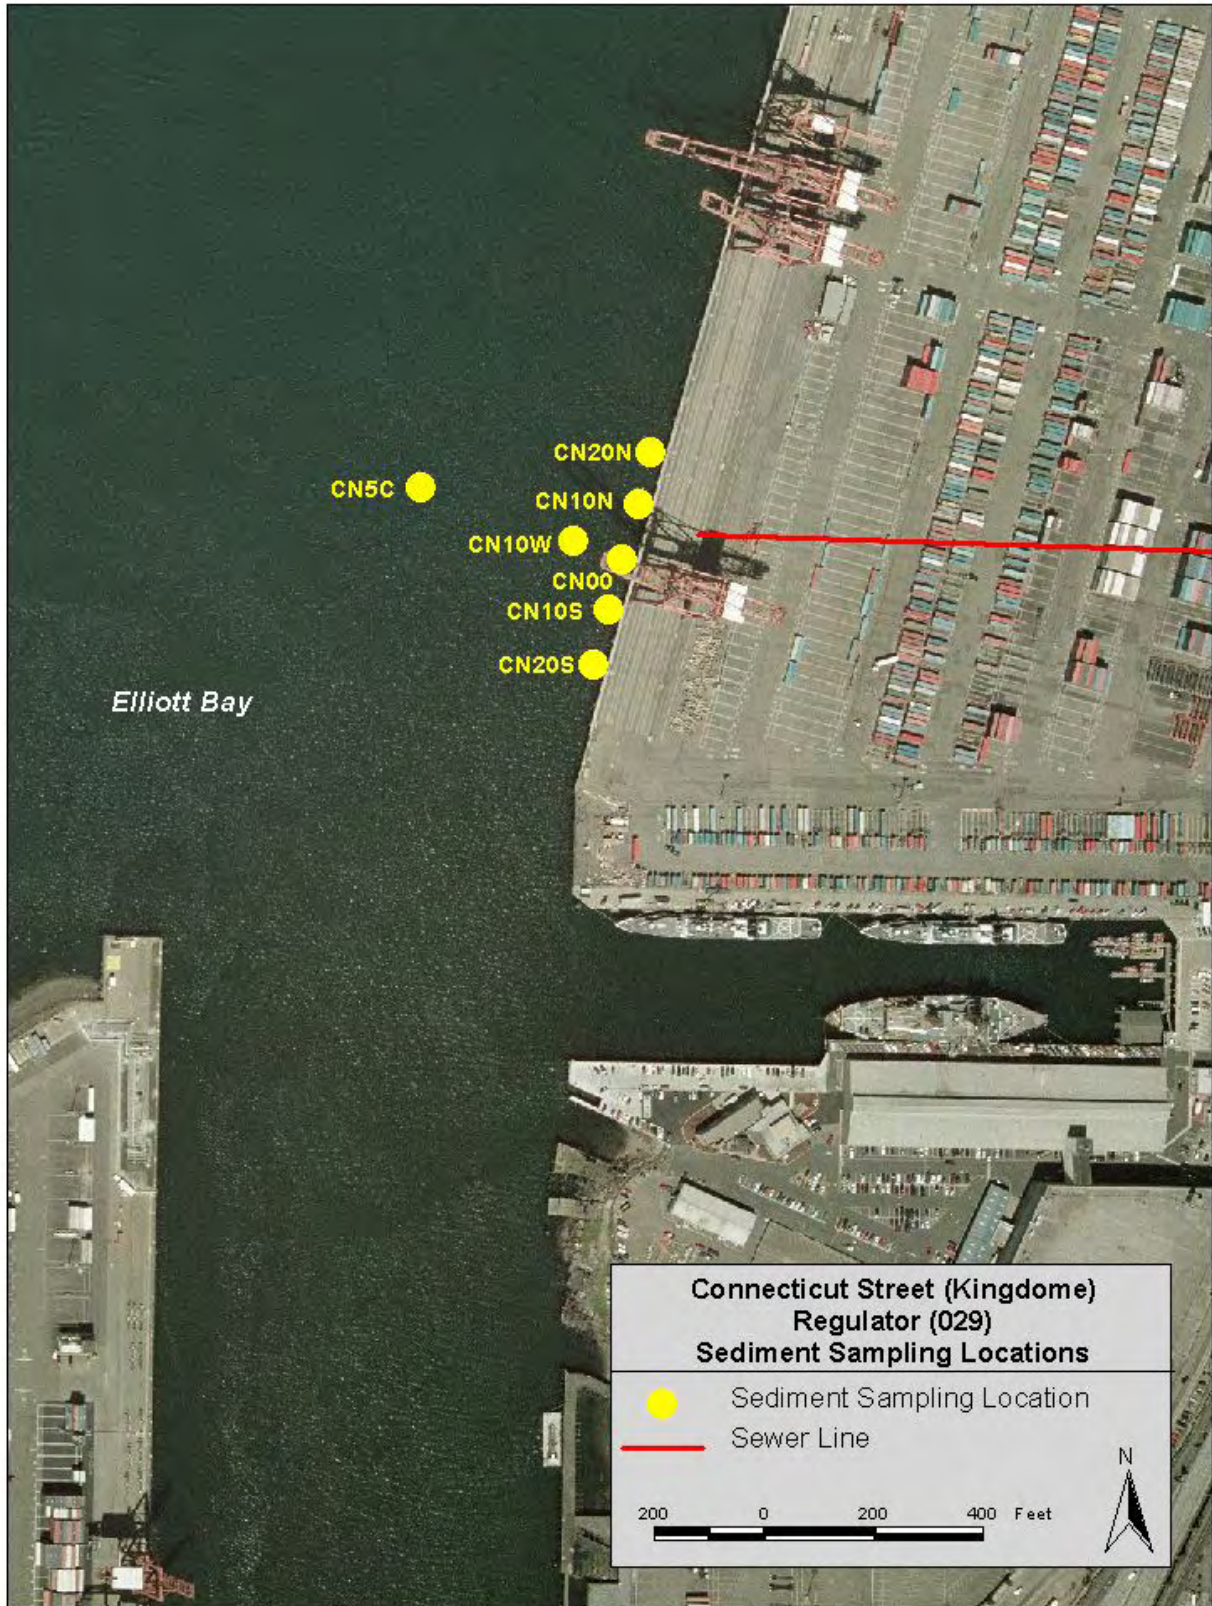 CN20N
CN5C
CN10N
CN10W
CN00
CN10S
CN20S
Elliott Bay
Connecticut Street (Kingdome)
Regulator (029)
Sediment Sampling Locations
Sediment Sampling Location
Sewer Line
N
200 0 200 400 Feet